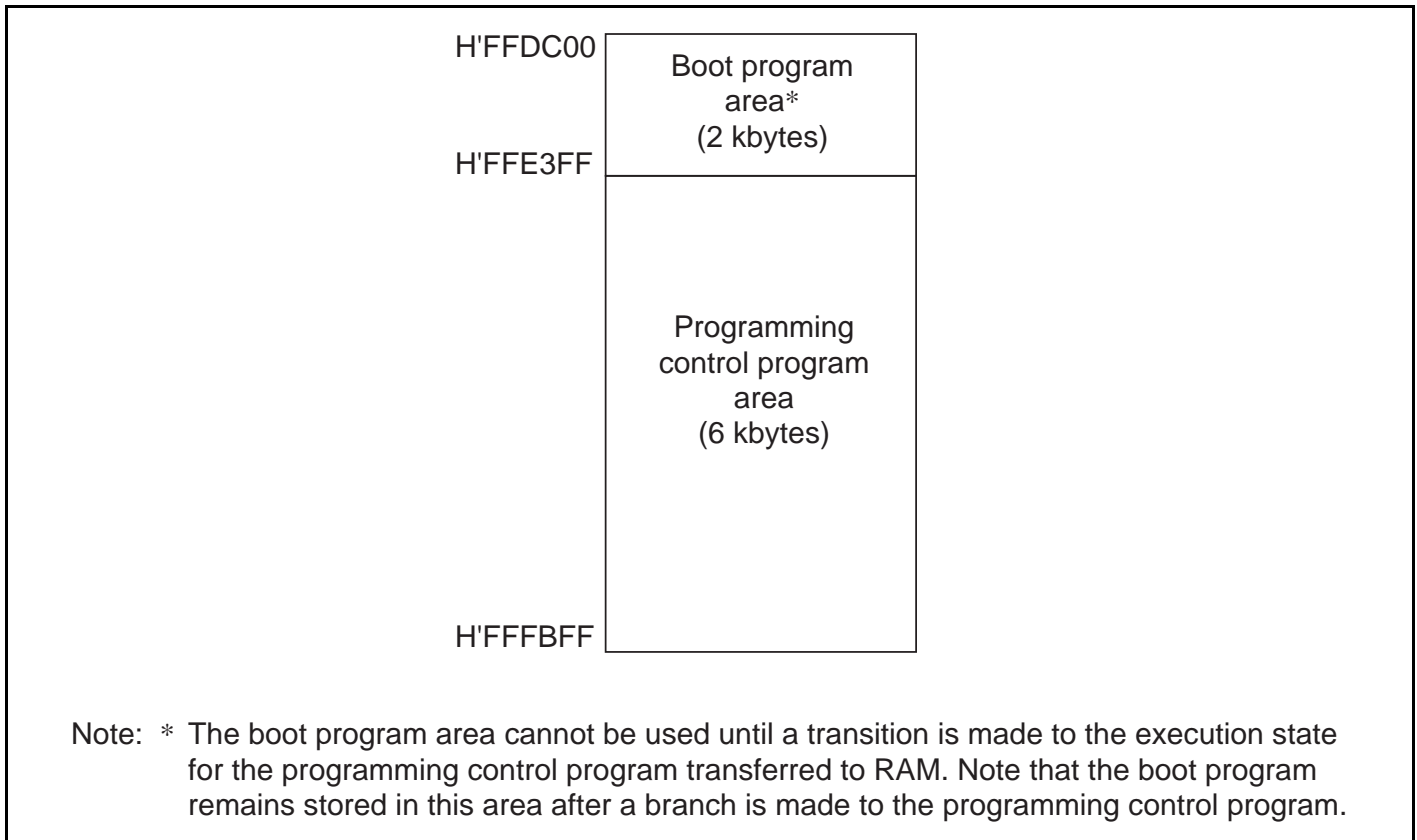 H'FFDC00
Boot program
area*
(2 kbytes)
H'FFE3FF
Programming
control program
area
(6 kbytes)
H'FFFBFF
Note: * The boot program area cannot be used until a transition is made to the execution state
for the programming control program transferred to RAM. Note that the boot program
remains stored in this area after a branch is made to the programming control program.